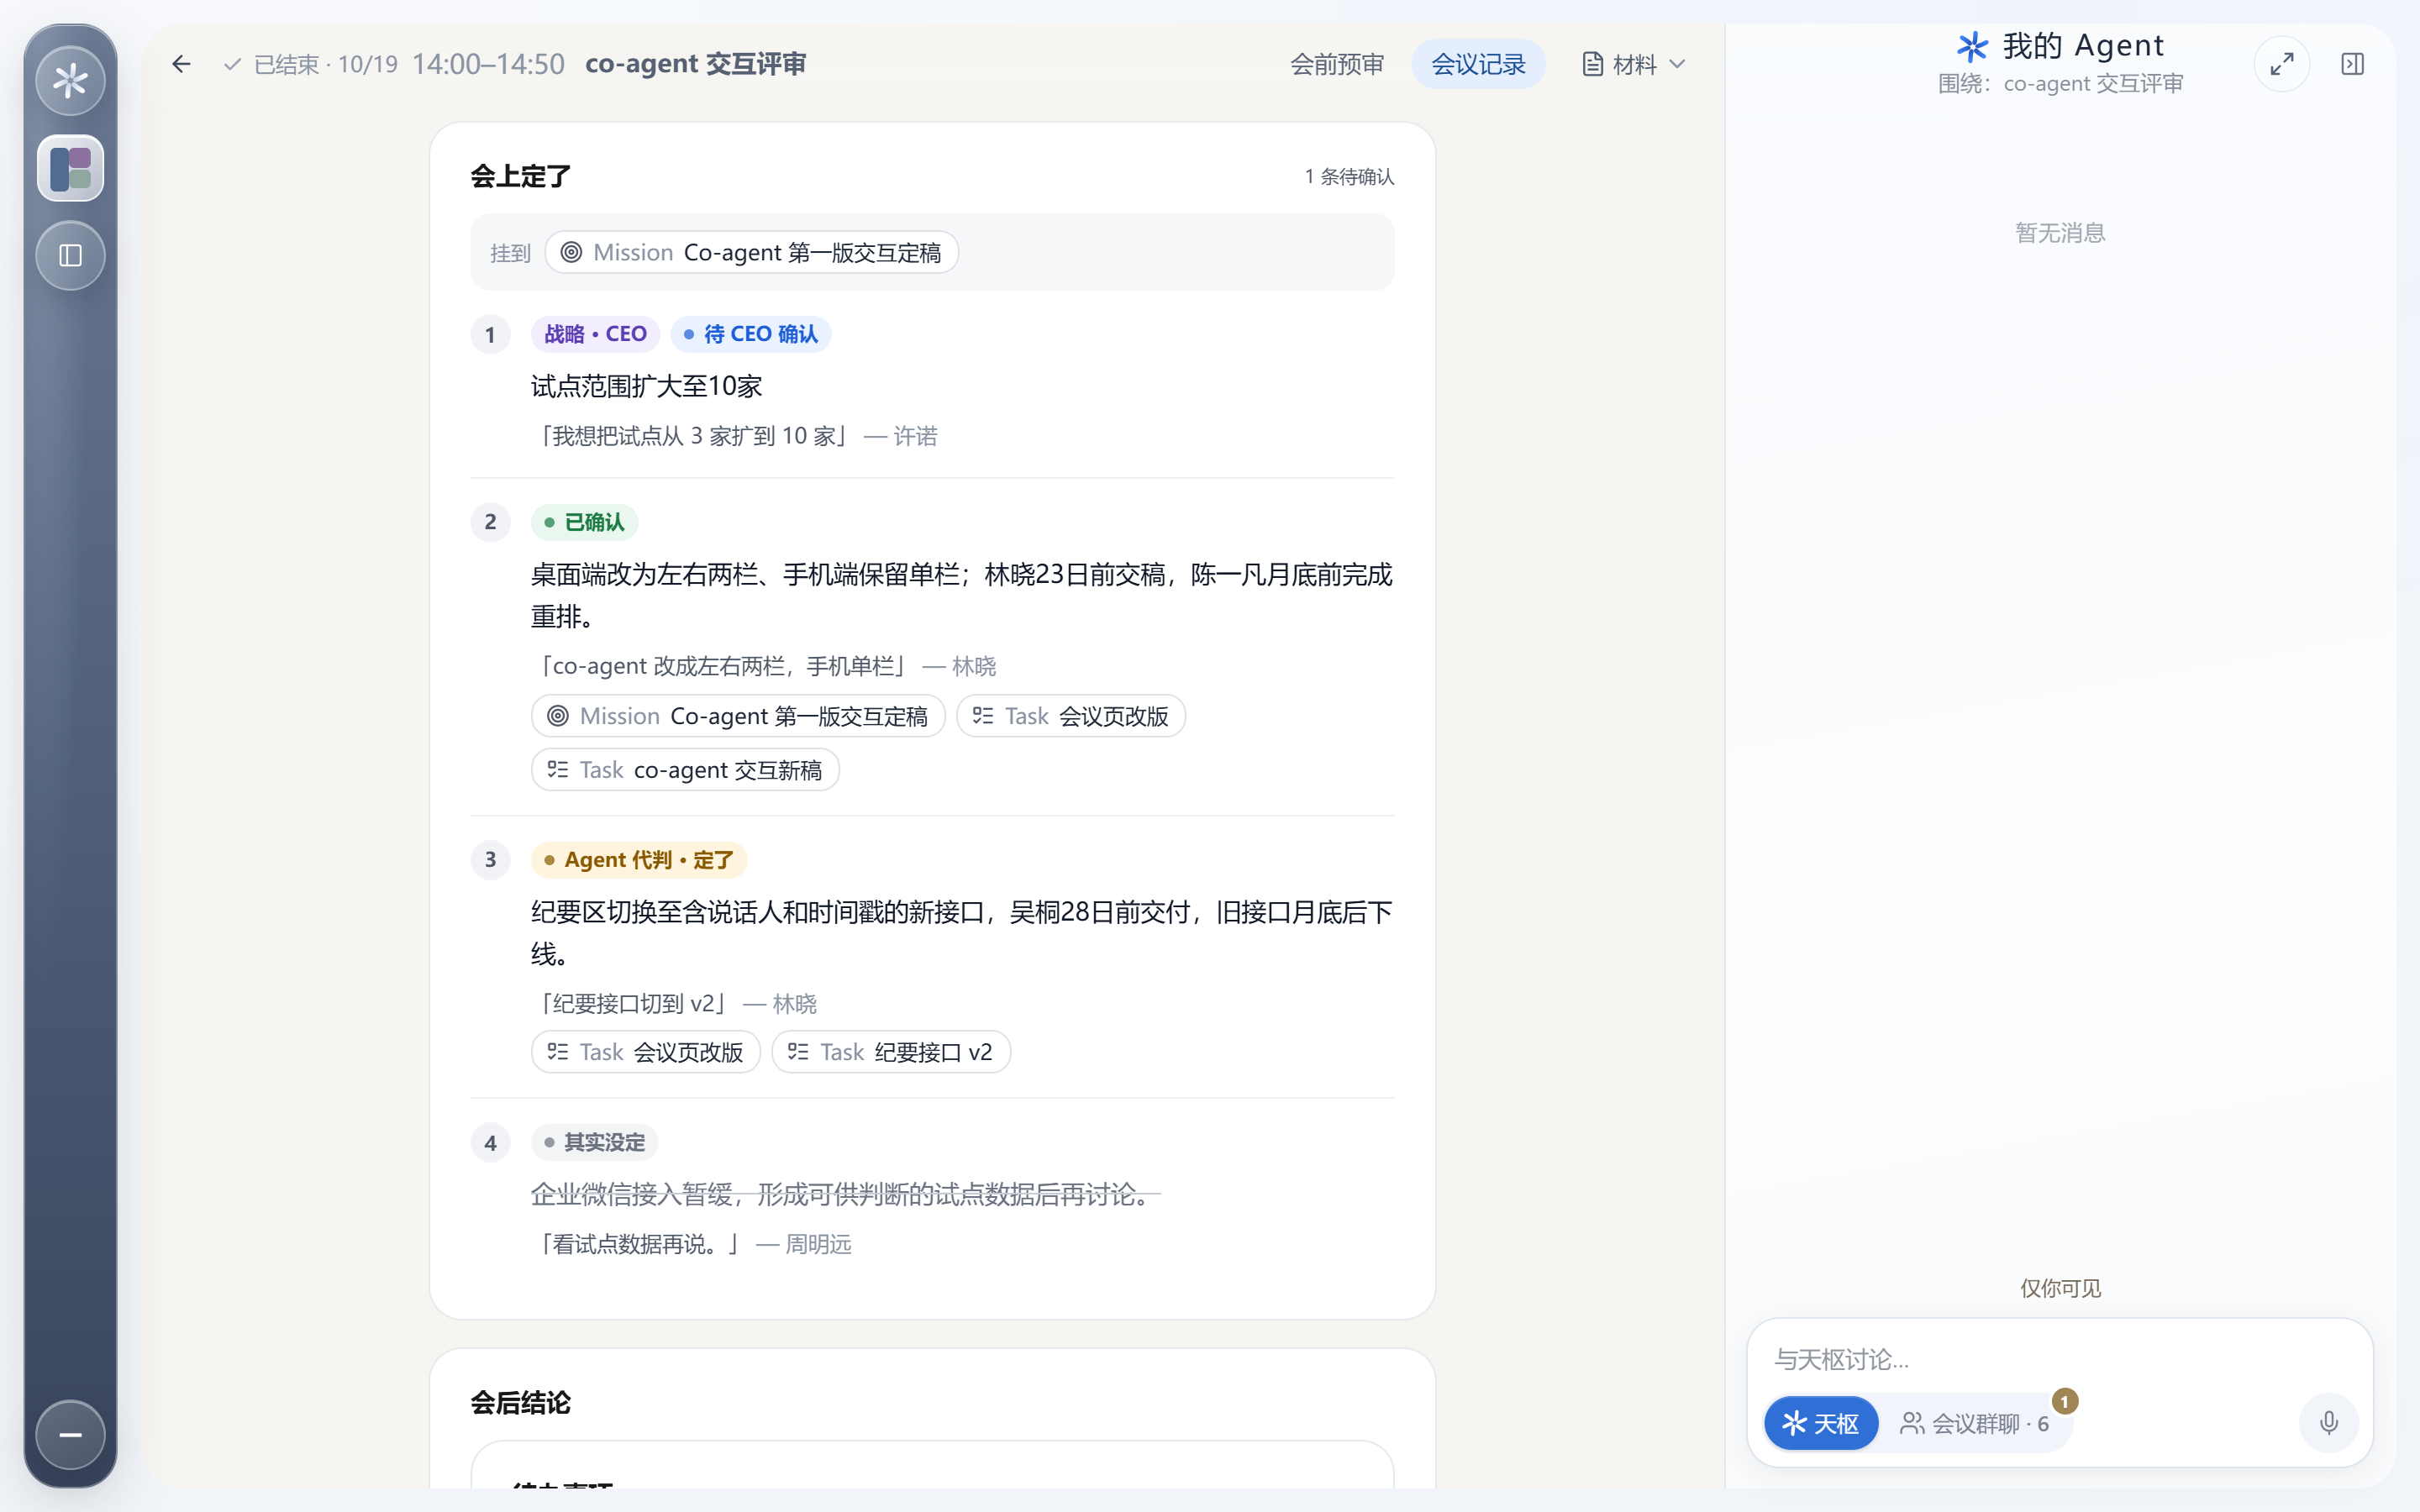 已结束 · 10/19 14:00–14:50 co-agent 交互评审
会前预审 会议记录 材料
会上定了
1 条待确认
挂到 Mission Co-agent 第一版交互定稿
1 战略 • CEO 待 CEO 确认
试点范围扩大至10家
「我想把试点从 3 家扩到 10 家」 — 许诺
2 已确认
桌面端改为左右两栏、手机端保留单栏；林晓23日前交稿，陈一凡月底前完成
重排。
「co-agent 改成左右两栏，手机单栏」 — 林晓
Mission Co-agent 第一版交互定稿 Task 会议页改版
Task co-agent 交互新稿
3 Agent 代判 • 定了
纪要区切换至含说话人和时间戳的新接口，吴桐28日前交付，旧接口月底后下
线。
「纪要接口切到 v2」 — 林晓
Task 会议页改版 Task 纪要接口 v2
4 其实没定
企业微信接入暂缓，形成可供判断的试点数据后再讨论。
「看试点数据再说。」 — 周明远
会后结论
我的 Agent
围绕：co-agent 交互评审
暂无消息
仅你可见
与天枢讨论...
天枢 会议群聊 · 6 1